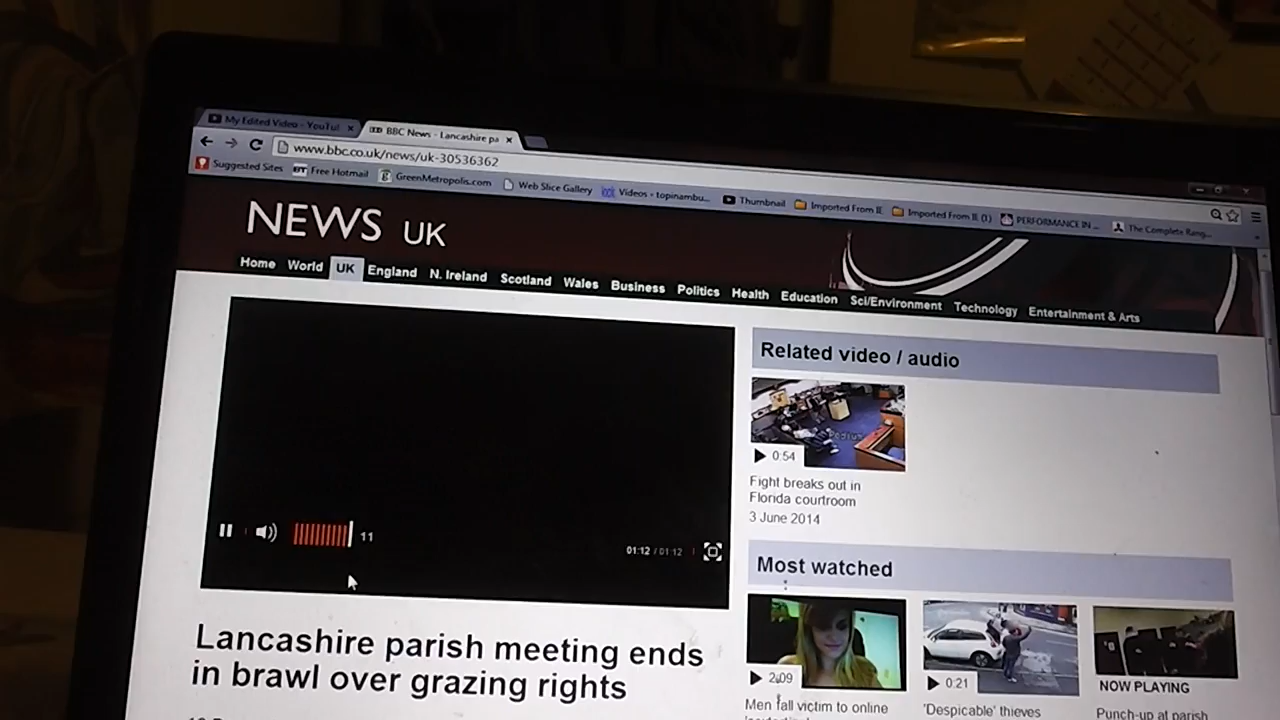 My Edited Video - YouTu
BBC News - Lancashire pa
www.bbc.co.uk/news/uk-30536362
Suggested Sites
BT Free Hotmail
g GreenMetropolis.com
Web Slice Gallery
Videos - topinambu...
Thumbnail
Imported From IE
Imported From IE (1)
PERFORMANCE IN ...
The Complete Rang...
NEWS UK
Home World UK England N. Ireland Scotland Wales Business Politics Health Education Sci/Environment Technology Entertainment & Arts
11
01:12 / 01:12
Lancashire parish meeting ends
in brawl over grazing rights
Related video / audio
0:54
Fight breaks out in
Florida courtroom
3 June 2014
Most watched
2:09
Men fall victim to online
0:21
'Despicable' thieves
NOW PLAYING
Punch-up at parish